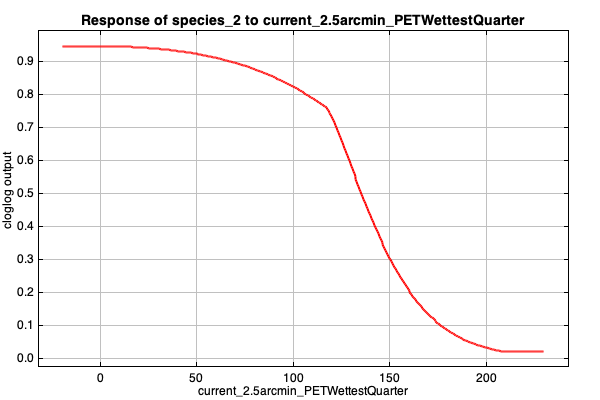 Response of species_2 to current_2.5arcmin_PETWettestQuarter
cloglog output
0.9
0.8
0.7
0.6
0.5
0.4
0.3
0.2
0.1
0.0
0 50 100 150 200
current_2.5arcmin_PETWettestQuarter